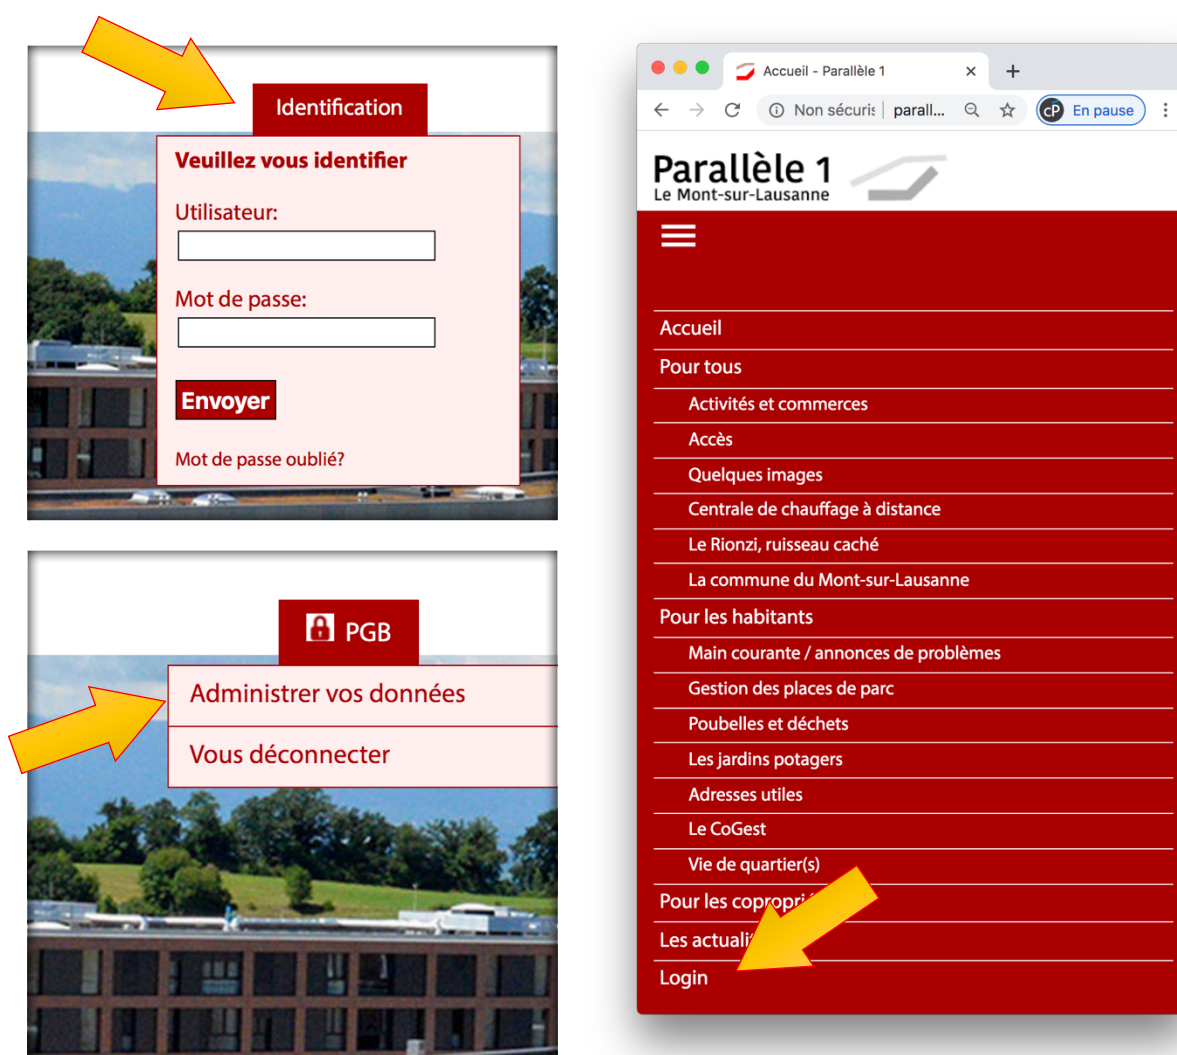 Identification
Veuillez vous identifier
Utilisateur:
Mot de passe:
Envoyer
Mot de passe oublié?
PGB
Administrer vos données
Vous déconnecter
Accueil - Parallèle 1
Non sécuris
parall...
cP
En pause
Parallèle 1
Le Mont-sur-Lausanne
Accueil
Pour tous
Activités et commerces
Accès
Quelques images
Centrale de chauffage à distance
Le Rionzi, ruisseau caché
La commune du Mont-sur-Lausanne
Pour les habitants
Main courante / annonces de problèmes
Gestion des places de parc
Poubelles et déchets
Les jardins potagers
Adresses utiles
Le CoGest
Vie de quartier(s)
Pour les copropri
Les actuali
Login